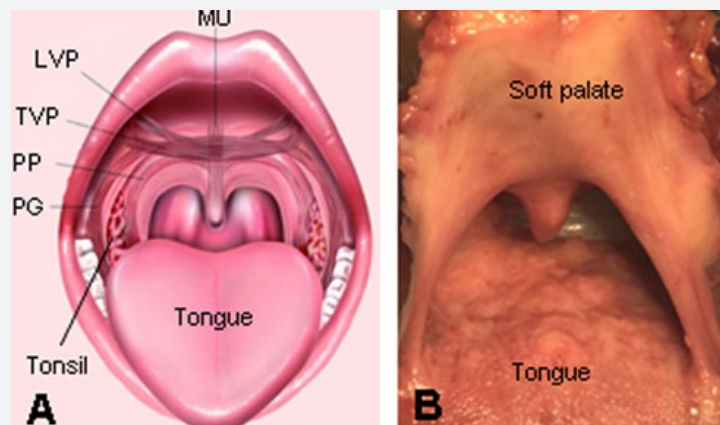 MU
LVP
TVP
PP
PG
Tongue
Tonsil
A
Soft palate
Tongue
B